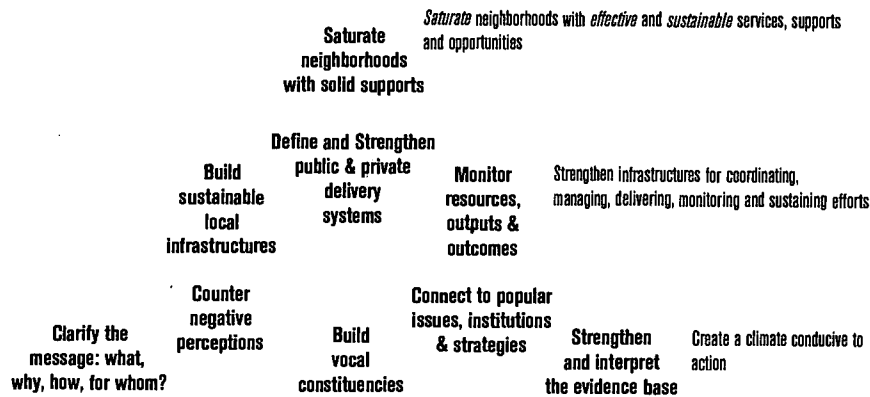 Saturate
neighborhoods
with solid supports
Saturate neighborhoods with effective and sustainable services, supports
and opportunities
Build
sustainable
local
infrastructures
Define and Strengthen
public & private
delivery
systems
Monitor
resources,
outputs &
outcomes
Strengthen infrastructures for coordinating,
managing, delivering, monitoring and sustaining efforts
Clarify the
message: what,
why, how, for whom?
Counter
negative
perceptions
Build
vocal
constituencies
Connect to popular
issues, institutions
& strategies
Strengthen
and interpret
the evidence base
Create a climate conducive to
action